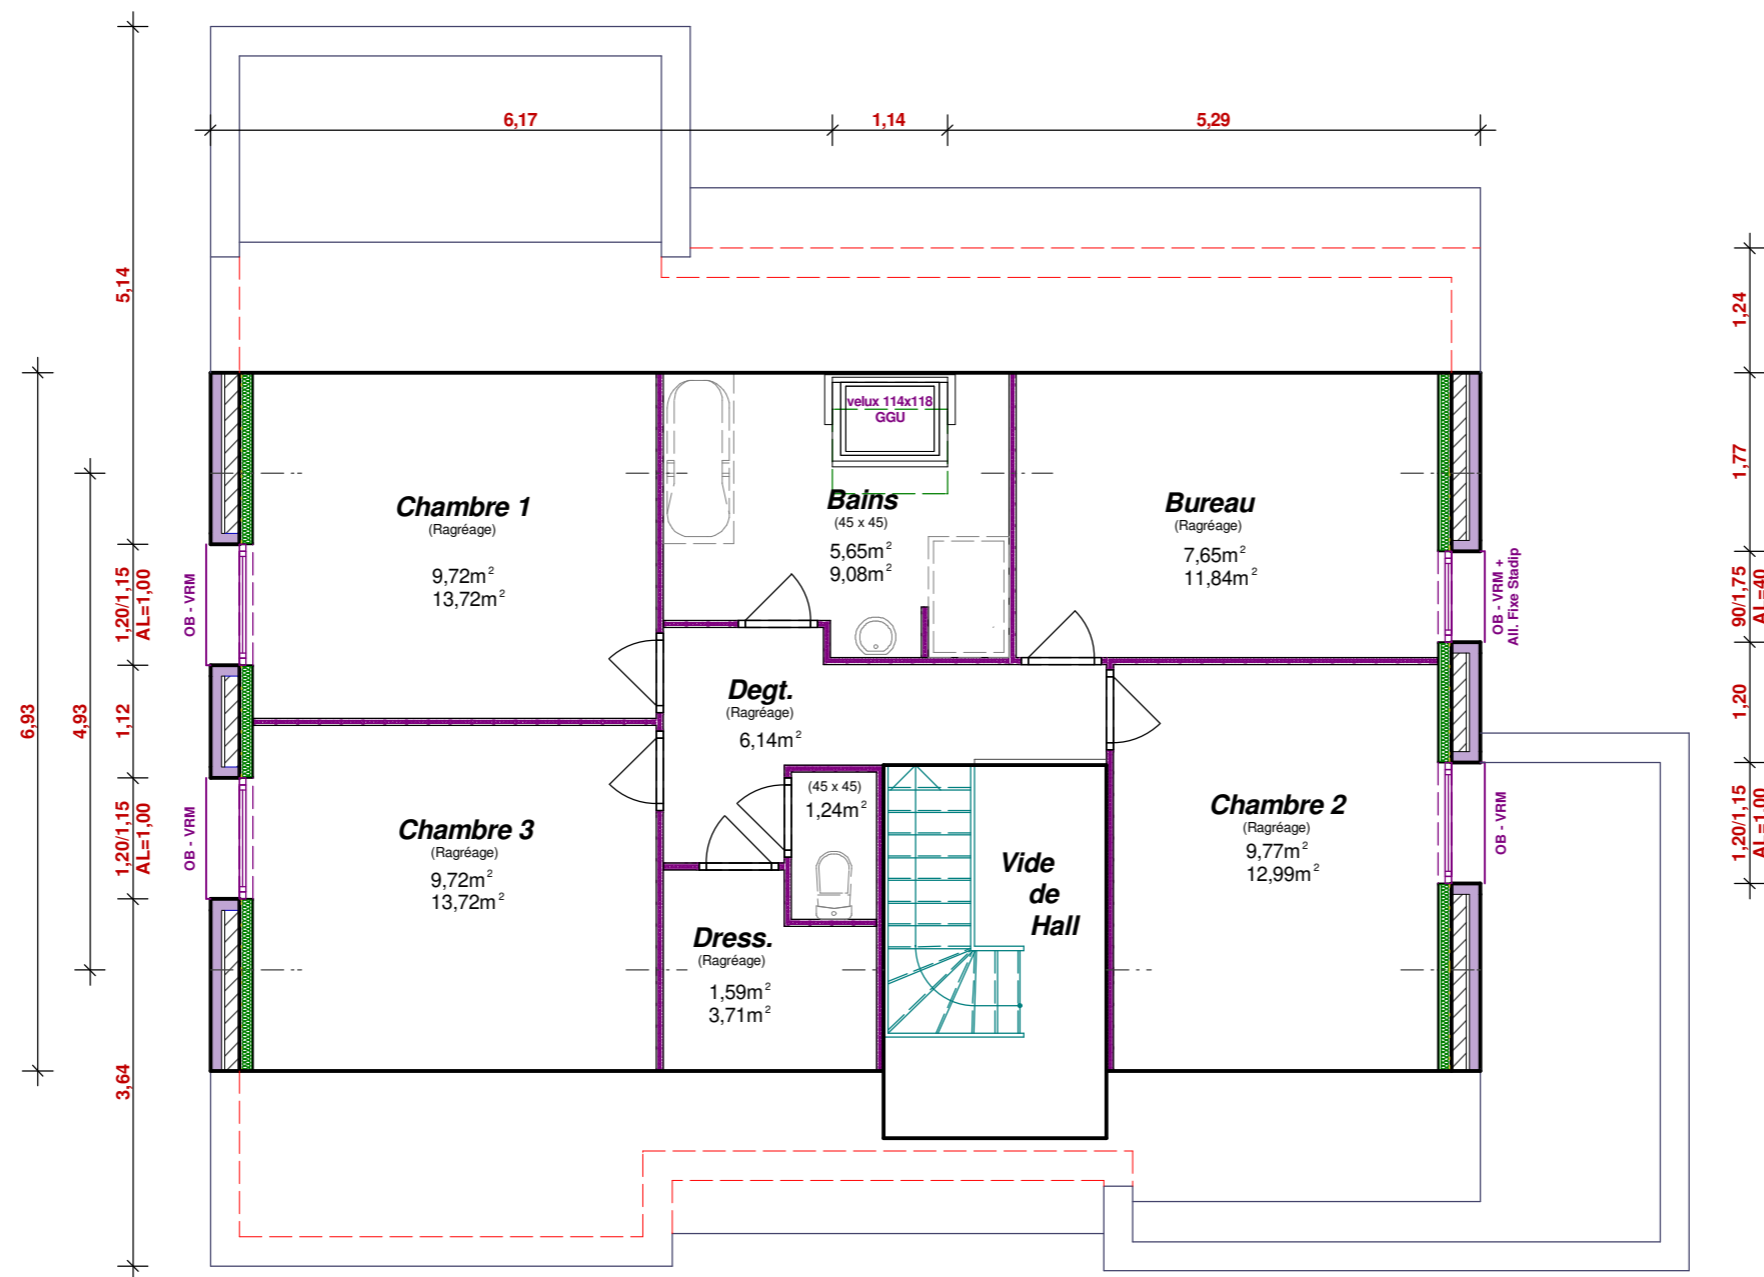 6,17
1,14
5,29
5,14
6,93
4,93
1,20/1,15
AL=1,00
1,12
1,20/1,15
AL=1,00
3,64
1,24
1,77
90/1,75
AL=40
1,20
1,20/1,15
AL=1,00
OB - VRM
OB - VRM
OB - VRM +
All. Fixe Stadip
OB - VRM
velux 114x118
GGU
Chambre 1
(Ragréage)
9,72m²
13,72m²
Bains
(45 x 45)
5,65m²
9,08m²
Bureau
(Ragréage)
7,65m²
11,84m²
Degt.
(Ragréage)
6,14m²
(45 x 45)
1,24m²
Chambre 3
(Ragréage)
9,72m²
13,72m²
Chambre 2
(Ragréage)
9,77m²
12,99m²
Vide
de
Hall
Dress.
(Ragréage)
1,59m²
3,71m²